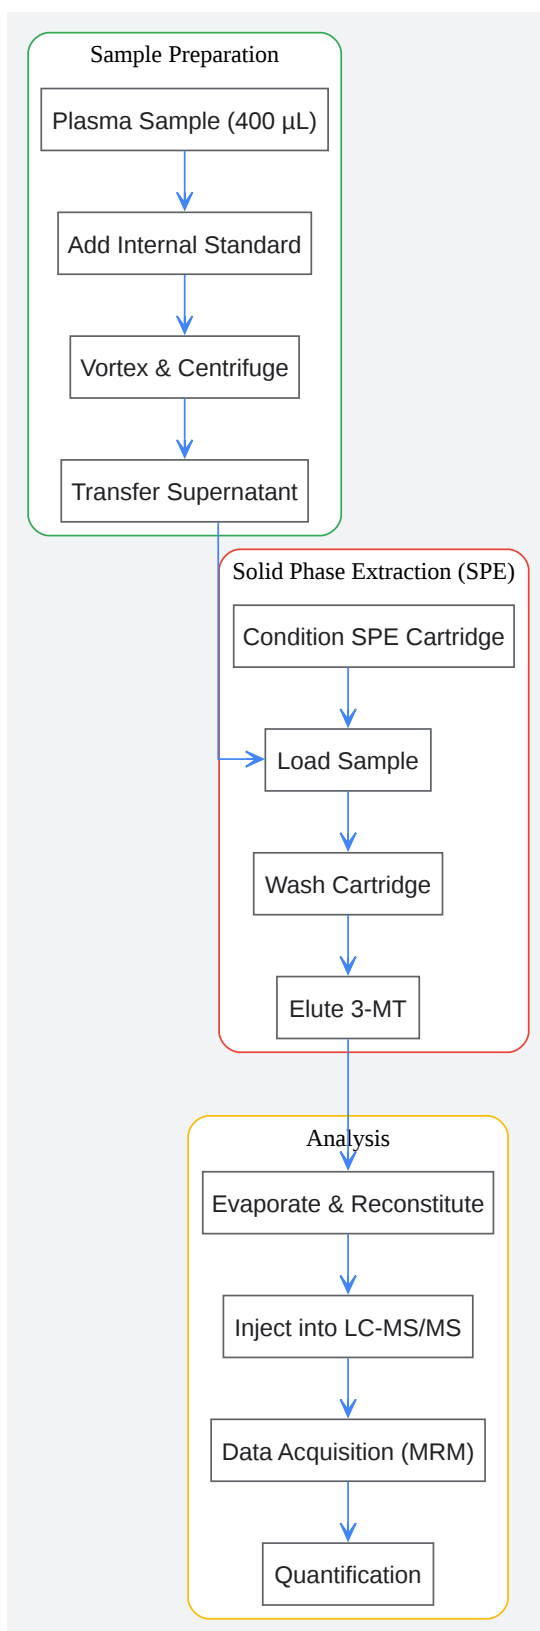 Sample Preparation
Plasma Sample (400 µL)
Add Internal Standard
Vortex & Centrifuge
Transfer Supernatant
Solid Phase Extraction (SPE)
Condition SPE Cartridge
Load Sample
Wash Cartridge
Elute 3-MT
Analysis
Evaporate & Reconstitute
Inject into LC-MS/MS
Data Acquisition (MRM)
Quantification